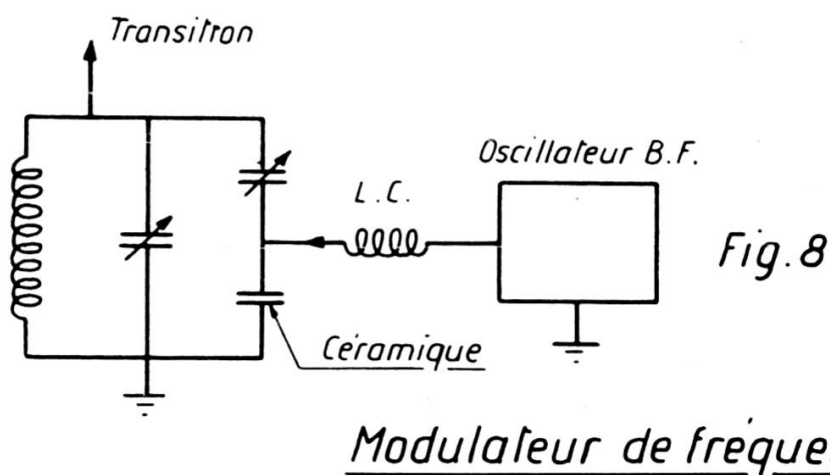 Transitron
Oscillateur B.F.
L.C.
Fig. 8
Céramique
Modulateur de fréque